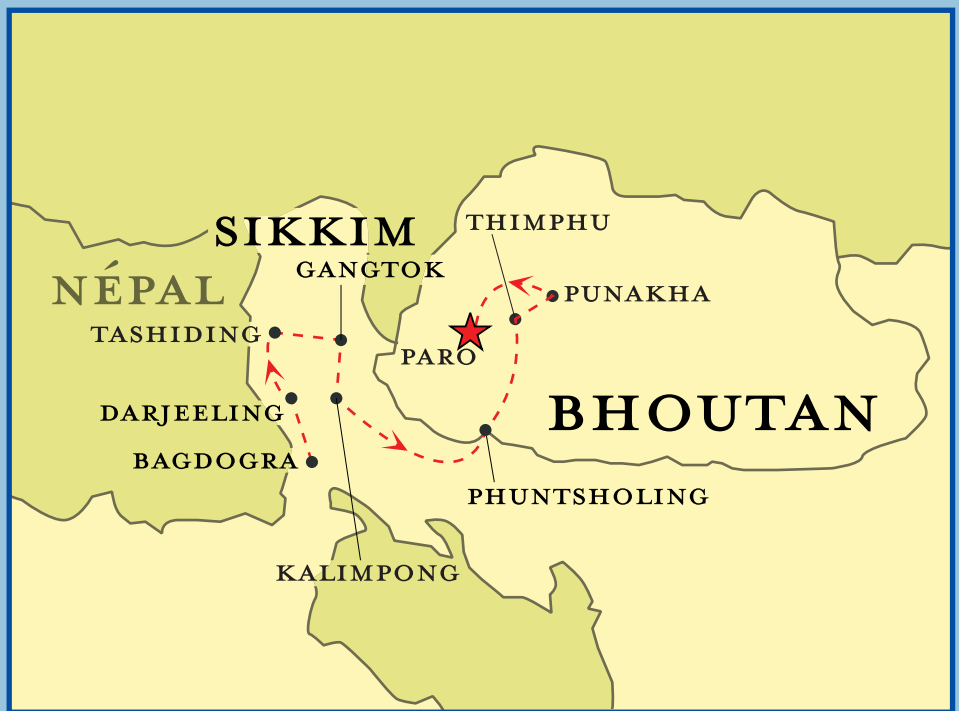 THIMPHU
SIKKIM
GANGTOK
NÉPAL
PUNAKHA
TASHIDING
PARO
DARJEELING
BHOUTAN
BAGDOGRA
PHUNTSHOLING
KALIMPONG